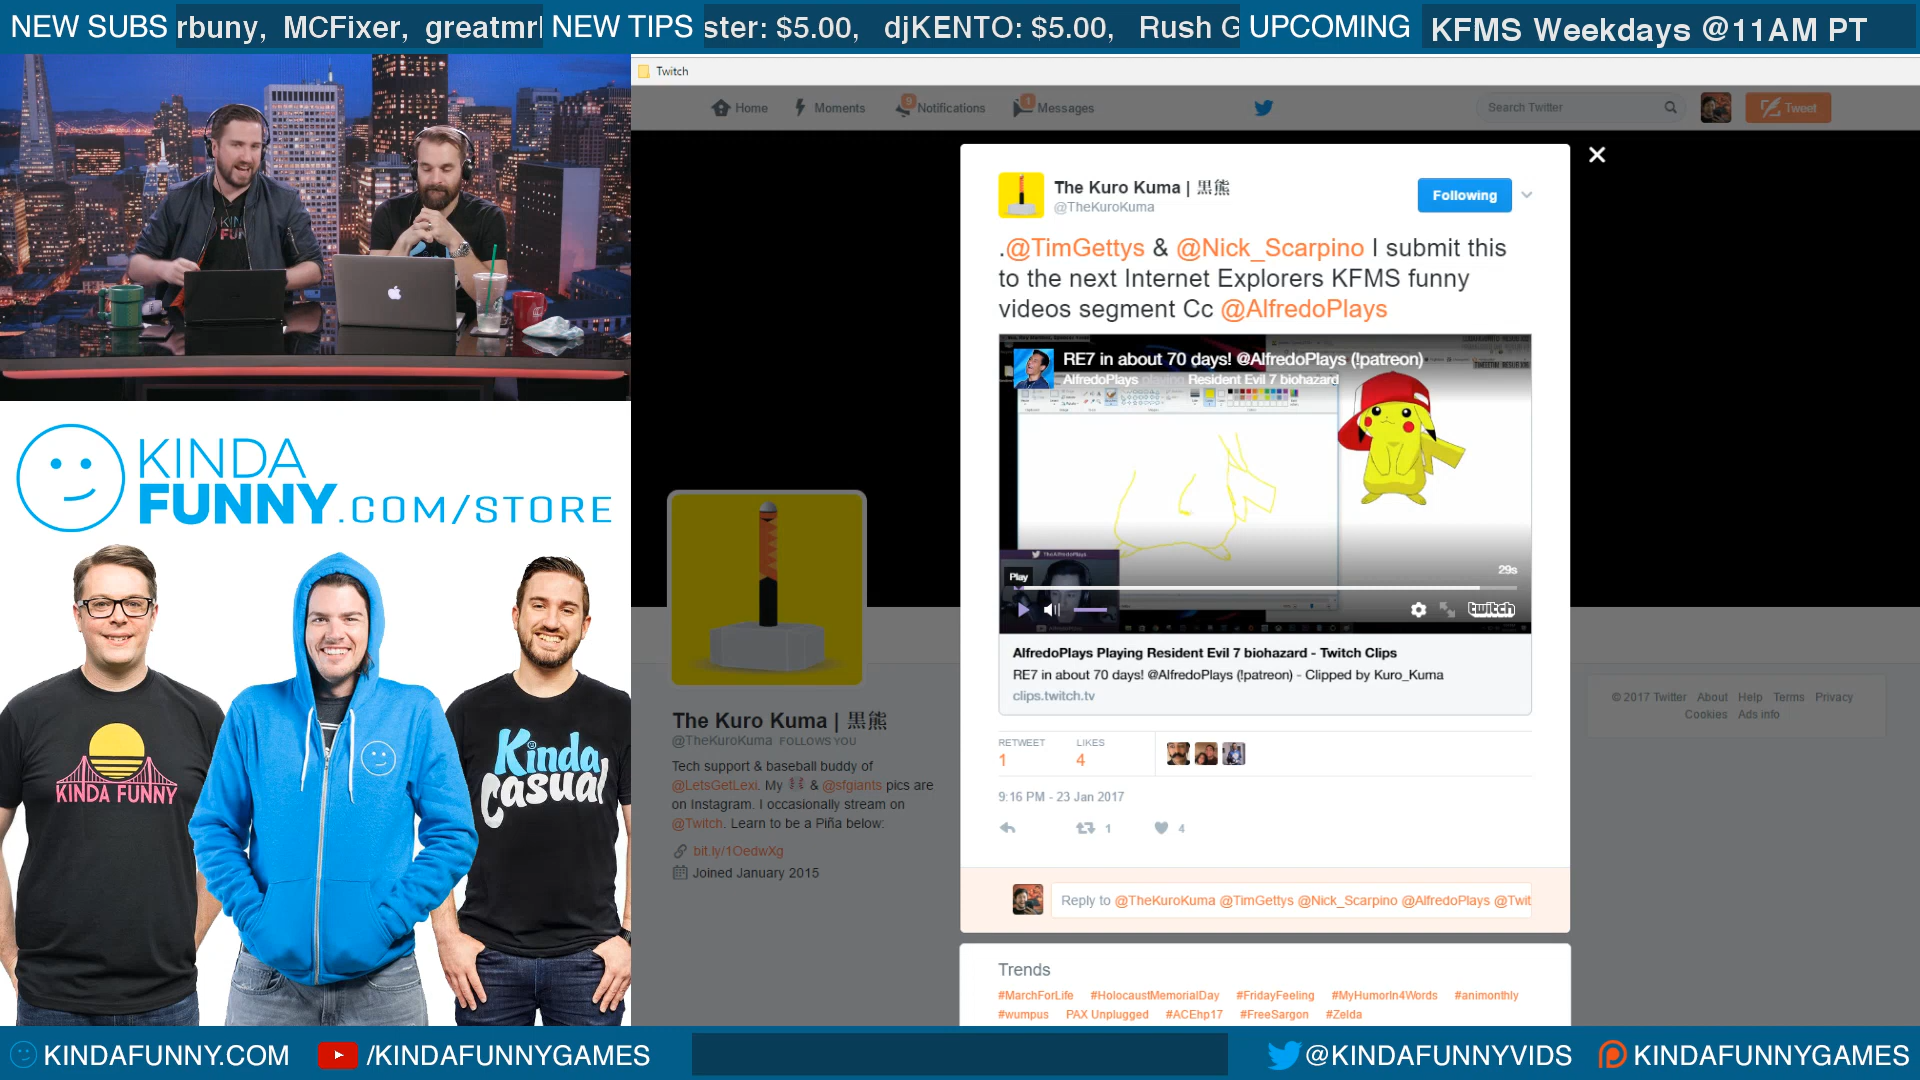 NEW SUBS rbuny, MCFixer, greatmrl NEW TIPS ster: $5.00, djKENTO: $5.00, Rush G UPCOMING KFMS Weekdays @11AM PT
Twitch
Home Moments 9 Notifications 1 Messages Search Twitter Tweet
The Kuro Kuma | 黒熊
@TheKuroKuma
Following
.@TimGettys & @Nick_Scarpino I submit this
to the next Internet Explorers KFMS funny
videos segment Cc @AlfredoPlays
RE7 in about 70 days! @AlfredoPlays (!patreon)
AlfredoPlays playing Resident Evil 7 biohazard
TheAlfredoPlays
Play
29s
twitch
AlfredoPlays Playing Resident Evil 7 biohazard - Twitch Clips
RE7 in about 70 days! @AlfredoPlays (!patreon) - Clipped by Kuro_Kuma
clips.twitch.tv
RETWEET LIKES
1 4
9:16 PM - 23 Jan 2017
1 4
Reply to @TheKuroKuma @TimGettys @Nick_Scarpino @AlfredoPlays @Twit
Trends
#MarchForLife #HolocaustMemorialDay #FridayFeeling #MyHumorIn4Words #animonthly
#wumpus PAX Unplugged #ACEhp17 #FreeSargon #Zelda
The Kuro Kuma | 黒熊
@TheKuroKuma FOLLOWS YOU
Tech support & baseball buddy of
@LetsGetLexi. My & @sfgiants pics are
on Instagram. I occasionally stream on
@Twitch. Learn to be a Piña below:
bit.ly/1OedwXg
Joined January 2015
© 2017 Twitter About Help Terms Privacy
Cookies Ads info
KINDA
FUNNY.COM/STORE
KINDA FUNNY
Kinda
Casual
KINDAFUNNY.COM /KINDAFUNNYGAMES @KINDAFUNNYVIDS KINDAFUNNYGAMES